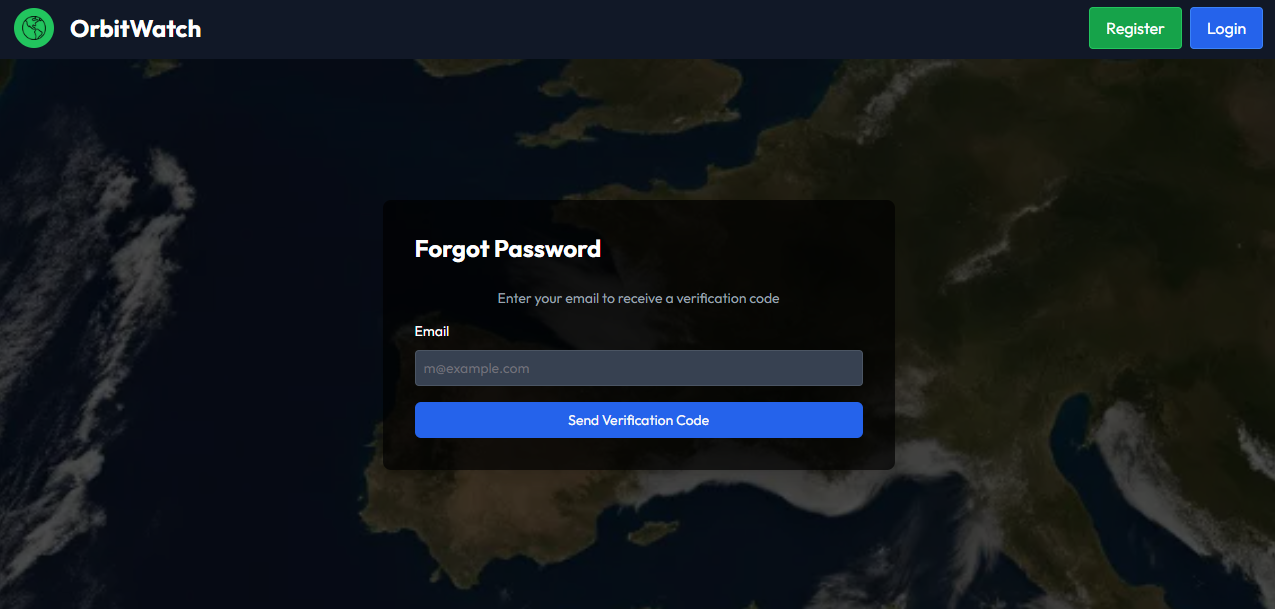 OrbitWatch
Register
Login
Forgot Password
Enter your email to receive a verification code
Email
m@example.com
Send Verification Code